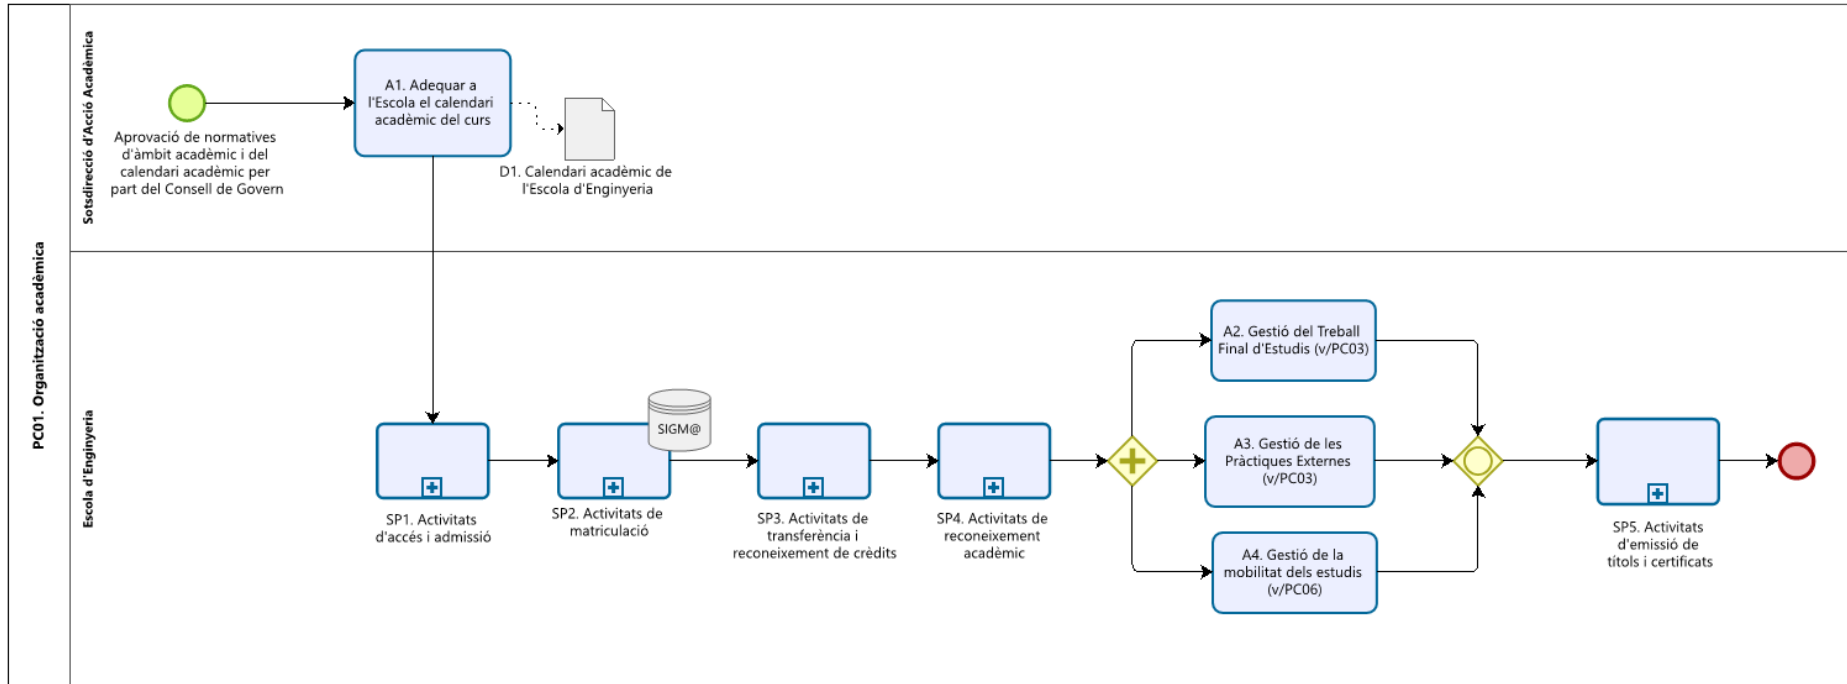 PC01. Organització acadèmica
Sotsdirecció d'Acció Acadèmica
Aprovació de normatives
d'àmbit acadèmic i del
calendari acadèmic per
part del Consell de Govern
A1. Adequar a
l'Escola el calendari
acadèmic del curs
D1. Calendari acadèmic de
l'Escola d'Enginyeria
Escola d'Enginyeria
SP1. Activitats
d'accés i admissió
SIGM@
SP2. Activitats de
matriculació
SP3. Activitats de
transferència i
reconeixement de crèdits
SP4. Activitats de
reconeixement
acadèmic
A2. Gestió del Treball
Final d'Estudis (v/PC03)
A3. Gestió de les
Pràctiques Externes
(v/PC03)
A4. Gestió de la
mobilitat dels estudis
(v/PC06)
SP5. Activitats
d'emissió de
títols i certificats